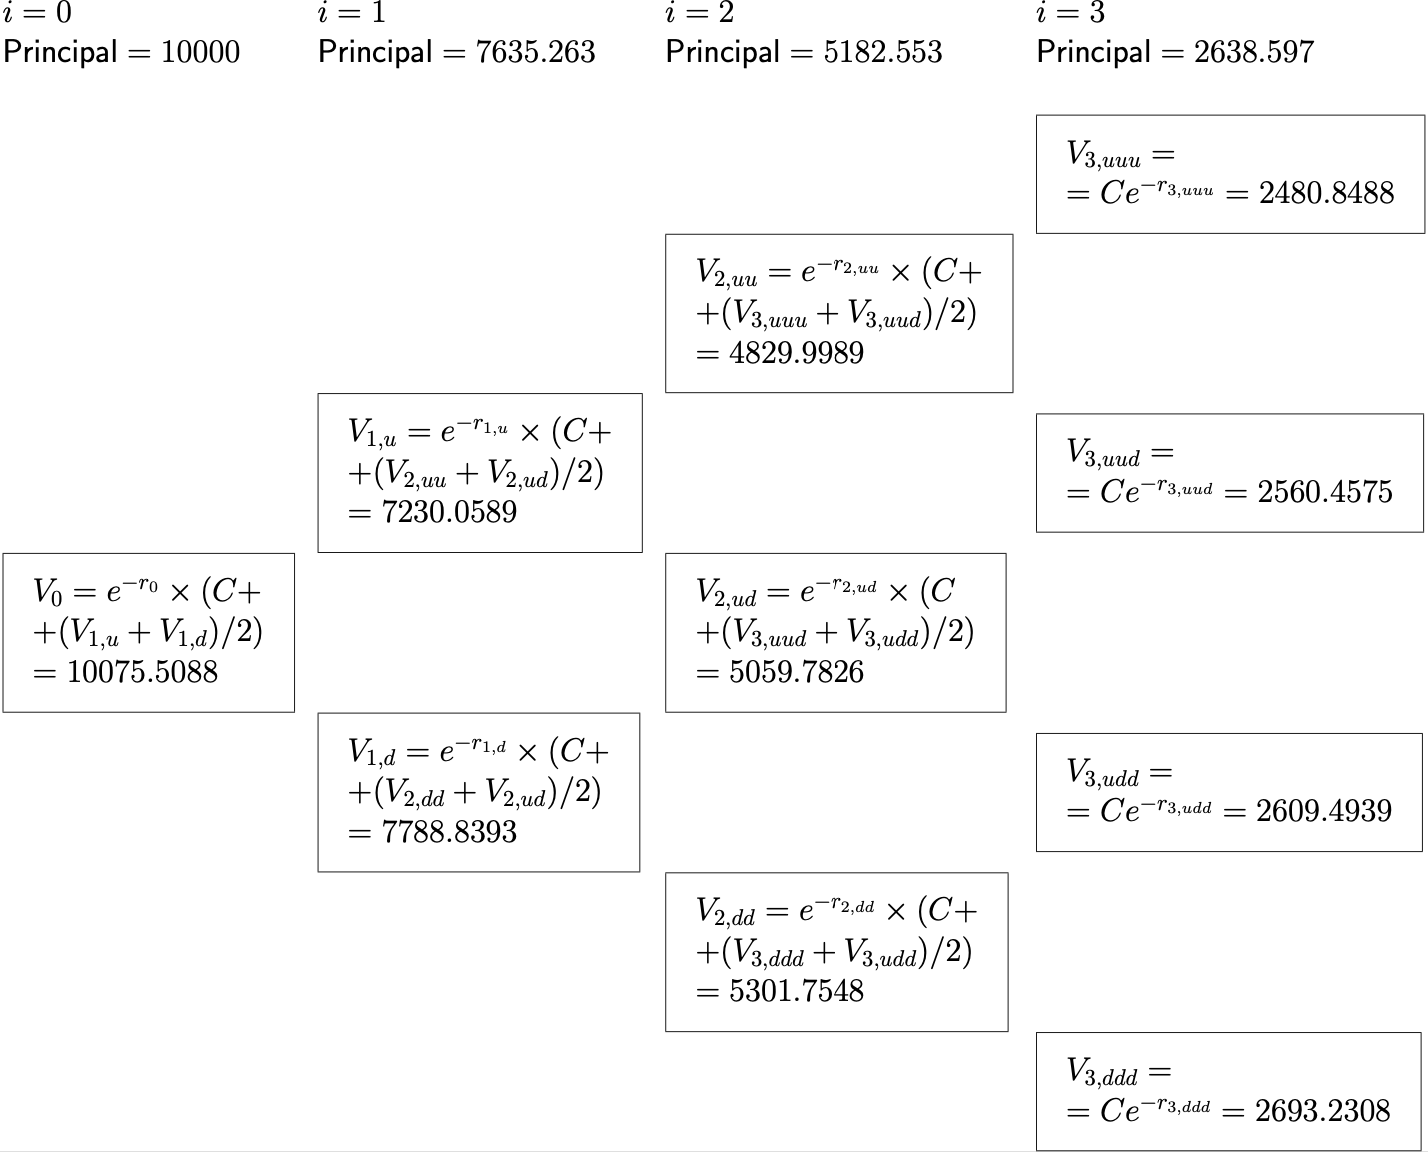 i = 0
Principal = 10000
i = 1
Principal = 7635.263
i = 2
Principal = 5182.553
i = 3
Principal = 2638.597
V_{3,uuu} =
= Ce^{-r_{3,uuu}} = 2480.8488
V_{2,uu} = e^{-r_{2,uu}} × (C+
+(V_{3,uuu} + V_{3,uud})/2)
= 4829.9989
V_{1,u} = e^{-r_{1,u}} × (C+
+(V_{2,uu} + V_{2,ud})/2)
= 7230.0589
V_{3,uud} =
= Ce^{-r_{3,uud}} = 2560.4575
V_0 = e^{-r_0} × (C+
+(V_{1,u} + V_{1,d})/2)
= 10075.5088
V_{2,ud} = e^{-r_{2,ud}} × (C
+(V_{3,uud} + V_{3,udd})/2)
= 5059.7826
V_{1,d} = e^{-r_{1,d}} × (C+
+(V_{2,dd} + V_{2,ud})/2)
= 7788.8393
V_{3,udd} =
= Ce^{-r_{3,udd}} = 2609.4939
V_{2,dd} = e^{-r_{2,dd}} × (C+
+(V_{3,ddd} + V_{3,udd})/2)
= 5301.7548
V_{3,ddd} =
= Ce^{-r_{3,ddd}} = 2693.2308